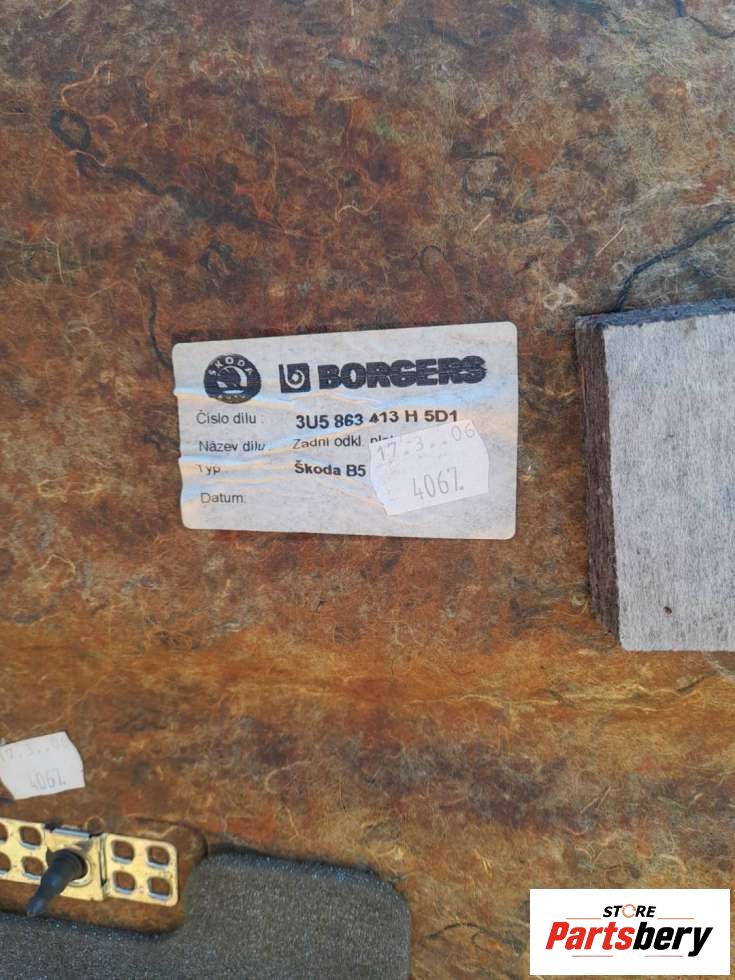 ŠKODA
BORGERS
Číslo dílu :
3U5 863 413 H 5D1
Název dílu:
Zadní odkl.
Typ.
Škoda B5
Datum.
17.3..06
4067.
STORE
Partsbery